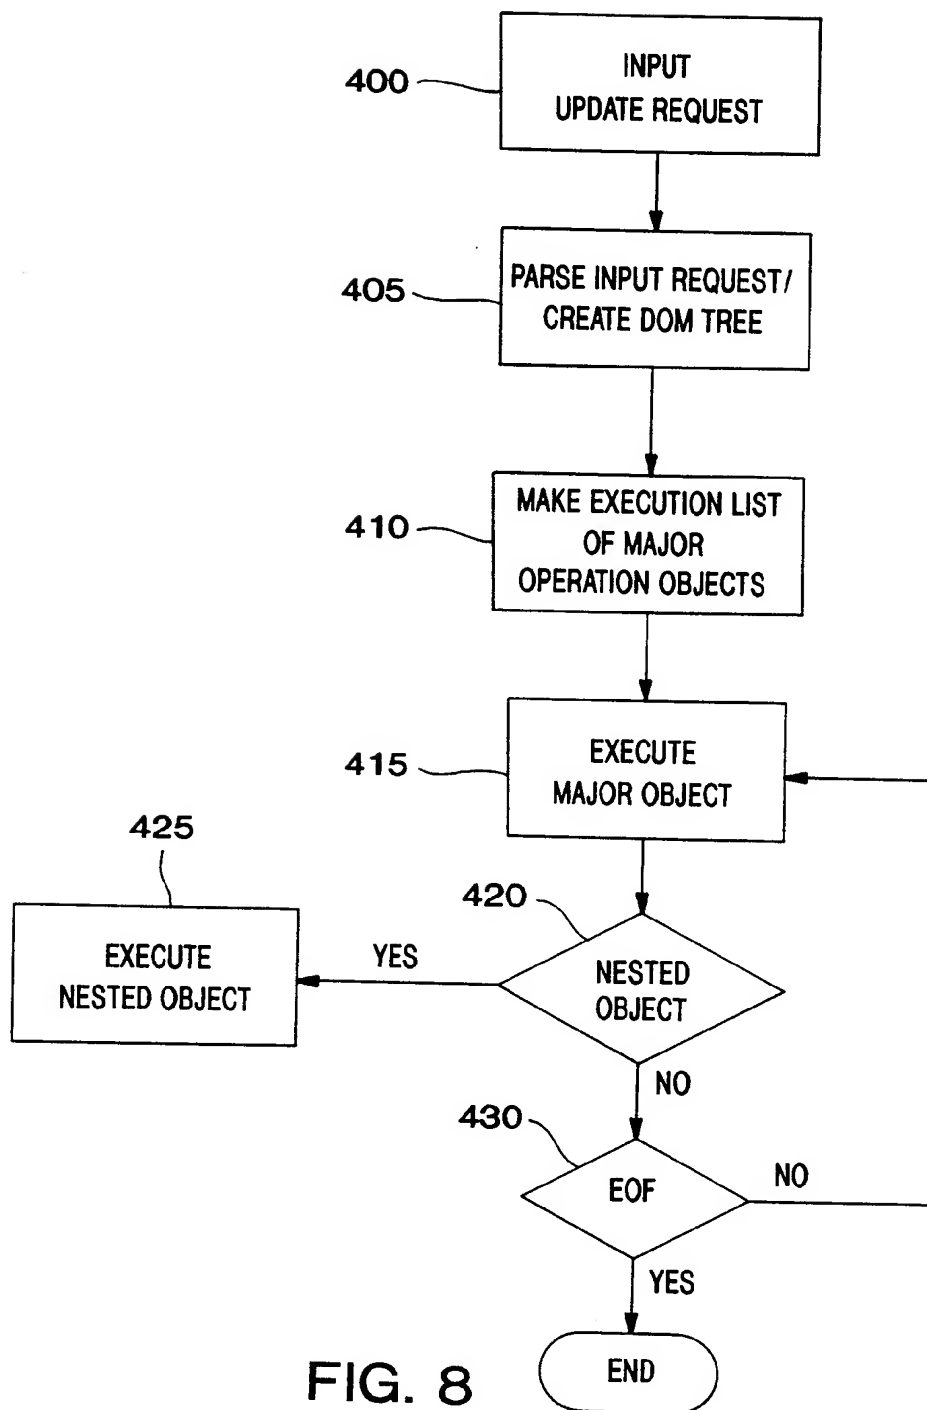 400
INPUT
UPDATE REQUEST
405
PARSE INPUT REQUEST/
CREATE DOM TREE
410
MAKE EXECUTION LIST
OF MAJOR
OPERATION OBJECTS
415
EXECUTE
MAJOR OBJECT
425
EXECUTE
NESTED OBJECT
YES
420
NESTED
OBJECT
NO
430
EOF
NO
YES
END
FIG. 8